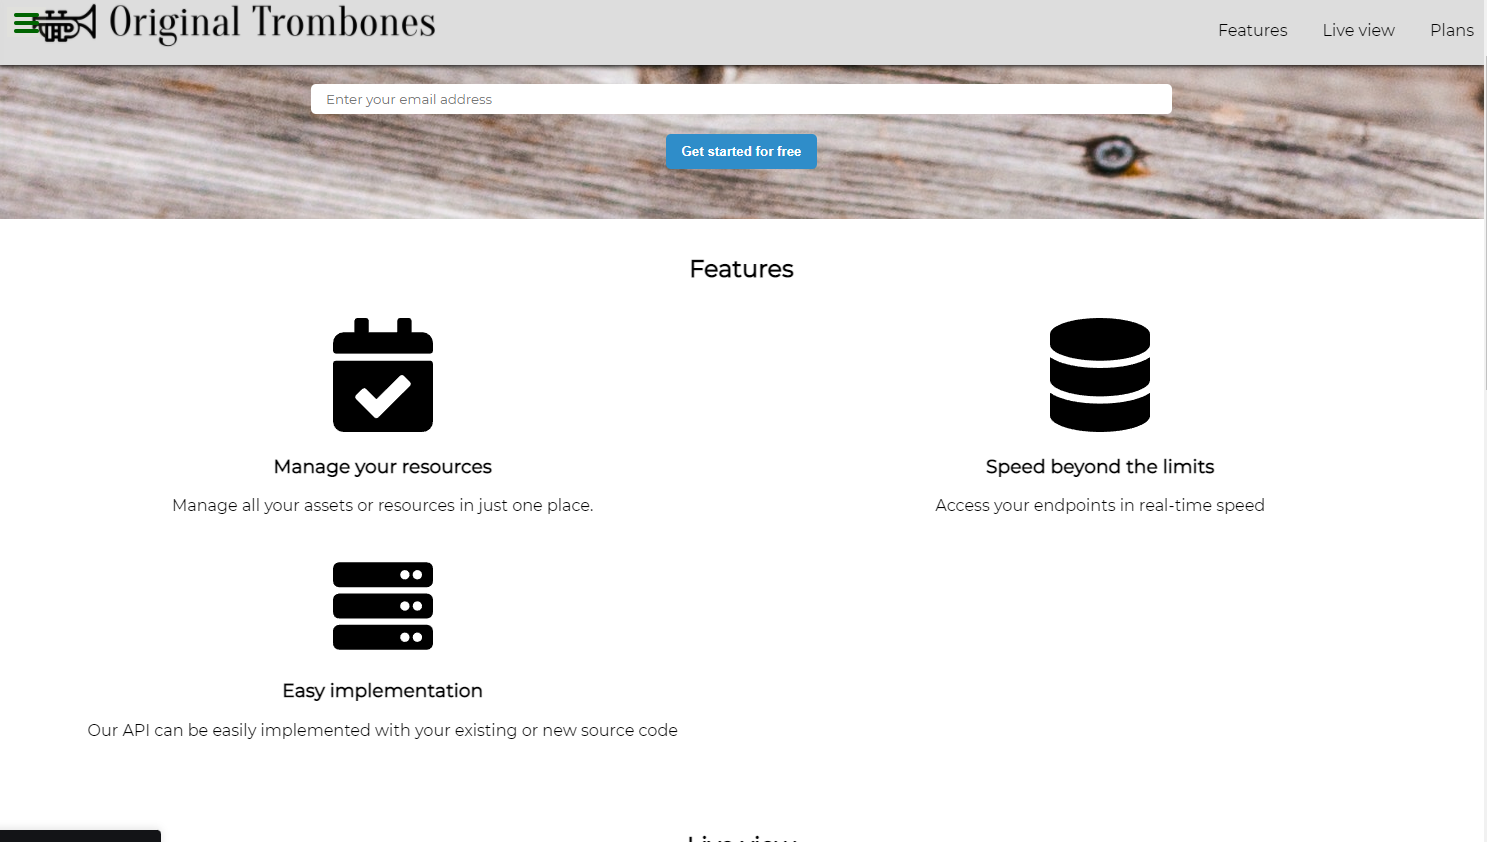 Original Trombones
Features
Live view
Plans
Enter your email address
Get started for free
Features
Manage your resources
Manage all your assets or resources in just one place.
Speed beyond the limits
Access your endpoints in real-time speed
Easy implementation
Our API can be easily implemented with your existing or new source code
Live view